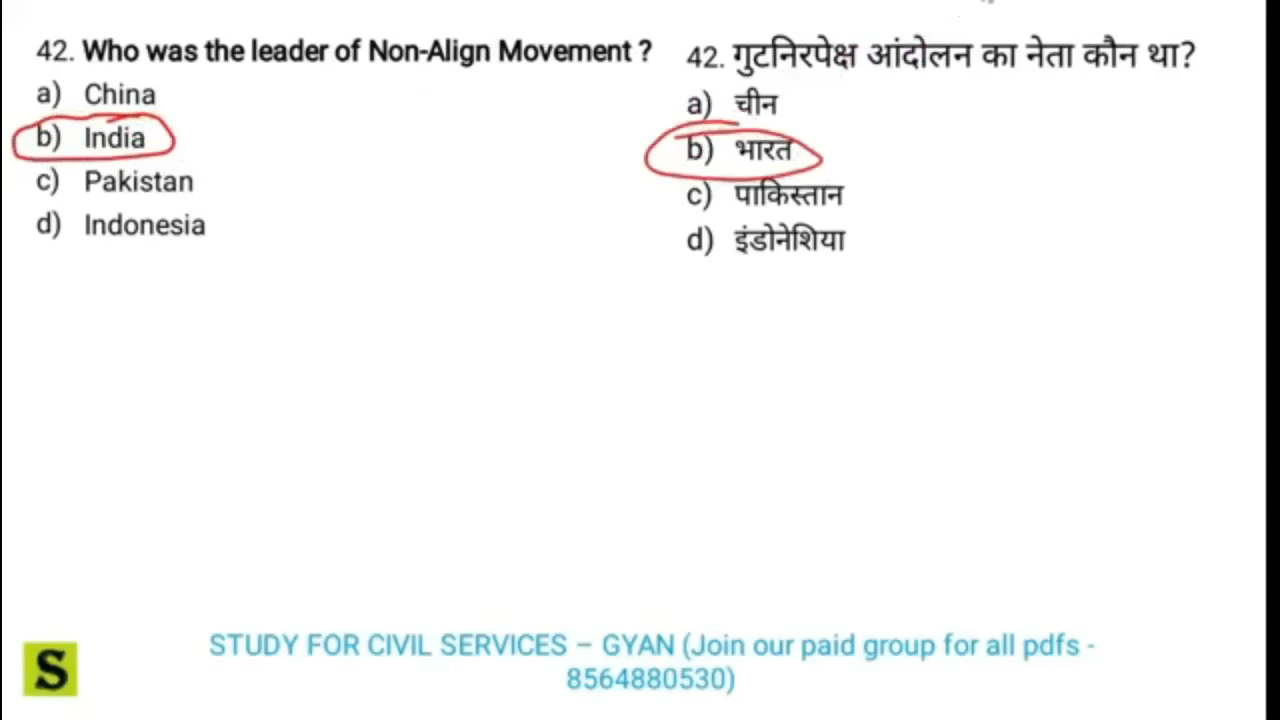 42. Who was the leader of Non-Align Movement ?
a) China
b) India
c) Pakistan
d) Indonesia
42. गुटनिरपेक्ष आंदोलन का नेता कौन था?
a) चीन
b) भारत
c) पाकिस्तान
d) इंडोनेशिया
STUDY FOR CIVIL SERVICES – GYAN (Join our paid group for all pdfs -
8564880530)
S